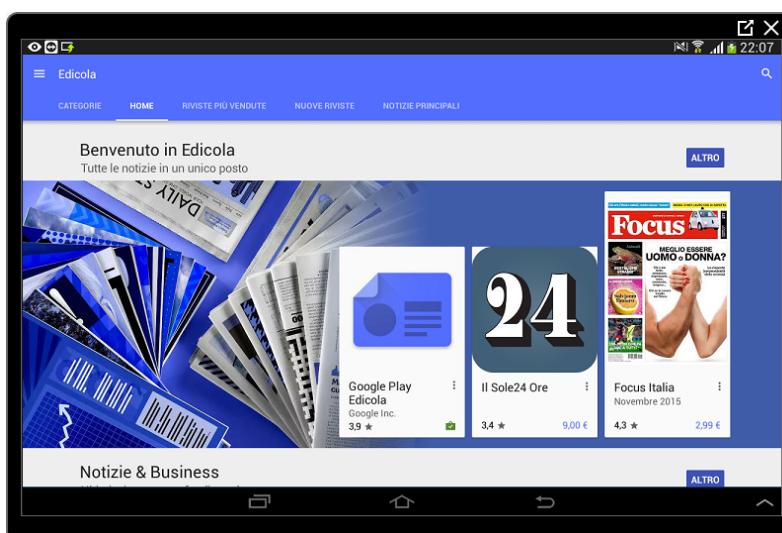 22:07
Edicola
CATEGORIE HOME RIVISTE PIÙ VENDUTE NUOVE RIVISTE NOTIZIE PRINCIPALI
Benvenuto in Edicola
ALTRO
Tutte le notizie in un unico posto
DAILY
Focus
MEGLIO ESSERE
UOMO o DONNA?
24
Google Play
Edicola
Google Inc.
3,9 ★
Il Sole24 Ore
3,4 ★ 9,00 €
Focus Italia
Novembre 2015
4,3 ★ 2,99 €
Notizie & Business
ALTRO